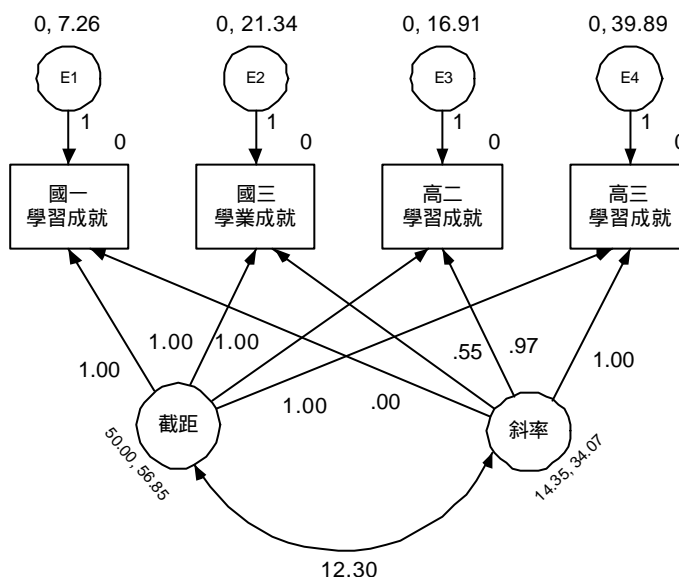 0, 7.26
0, 21.34
0, 16.91
0, 39.89
E1
E2
E3
E4
1
1
1
1
0
0
0
0
國一
學習成就
國三
學業成就
高二
學習成就
高三
學習成就
1.00
1.00
1.00
.55
.97
1.00
1.00
.00
截距
斜率
50.00, 56.85
14.35, 34.07
12.30